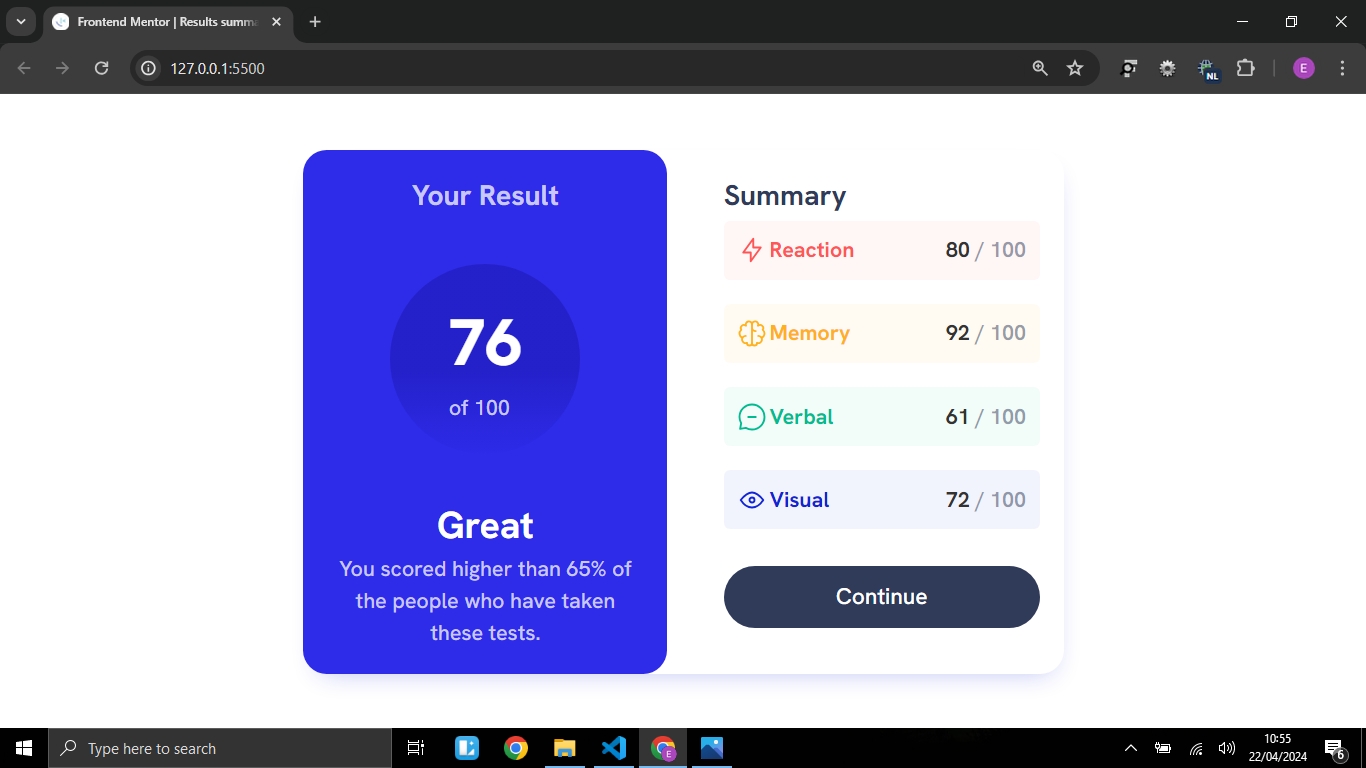 Frontend Mentor | Results summ
127.0.0.1:5500
NL
E
Your Result
76
of 100
Great
You scored higher than 65% of
the people who have taken
these tests.
Summary
Reaction 80 / 100
Memory 92 / 100
Verbal 61 / 100
Visual 72 / 100
Continue
Type here to search
E
10:55
22/04/2024
6